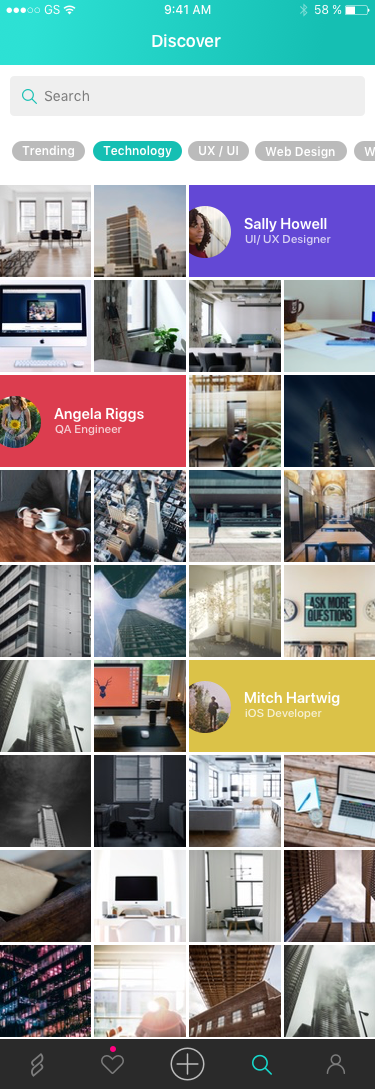 GS 9:41 AM 58 %
Discover
Search
Trending Technology UX / UI Web Design W
Sally Howell
UI/ UX Designer
Angela Riggs
QA Engineer
ASK MORE
QUESTIONS
Mitch Hartwig
iOS Developer